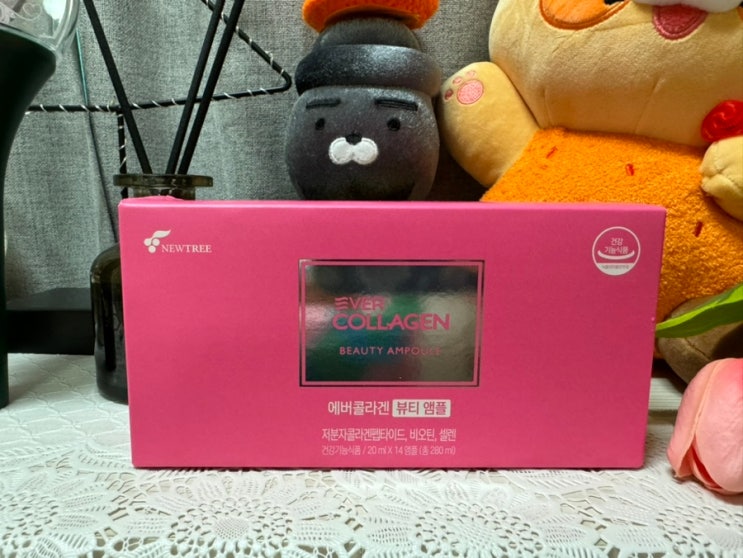 NEWTREE
건강
기능식품
EVER
COLLAGEN
BEAUTY AMPOULE
에버콜라겐 뷰티 앰플
저분자콜라겐펩타이드, 비오틴, 셀렌
건강기능식품 / 20 ml X 14 앰플 (총 280 ml)